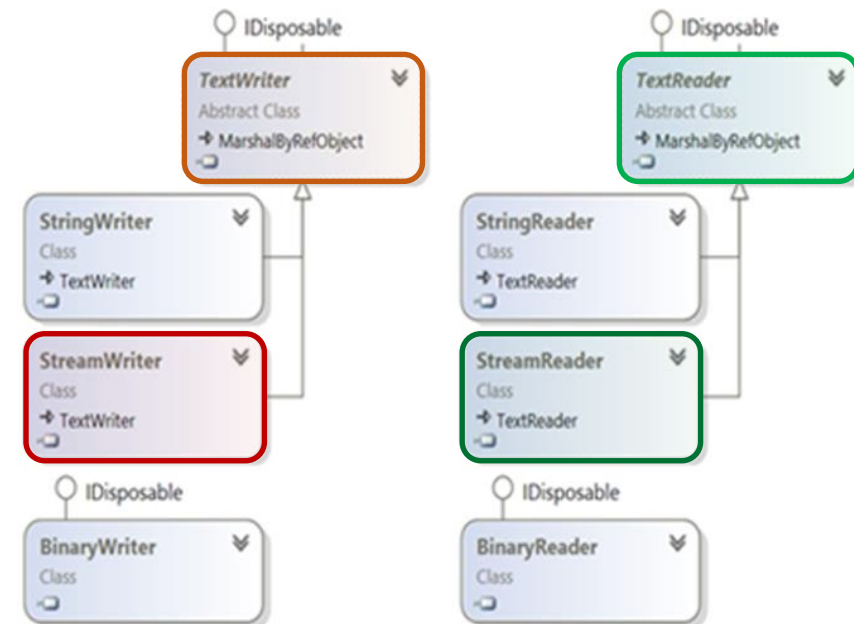 IDisposable
TextWriter
Abstract Class
MarshalByRefObject
StringWriter
Class
TextWriter
StreamWriter
Class
TextWriter
IDisposable
BinaryWriter
Class
IDisposable
TextReader
Abstract Class
MarshalByRefObject
StringReader
Class
TextReader
StreamReader
Class
TextReader
IDisposable
BinaryReader
Class